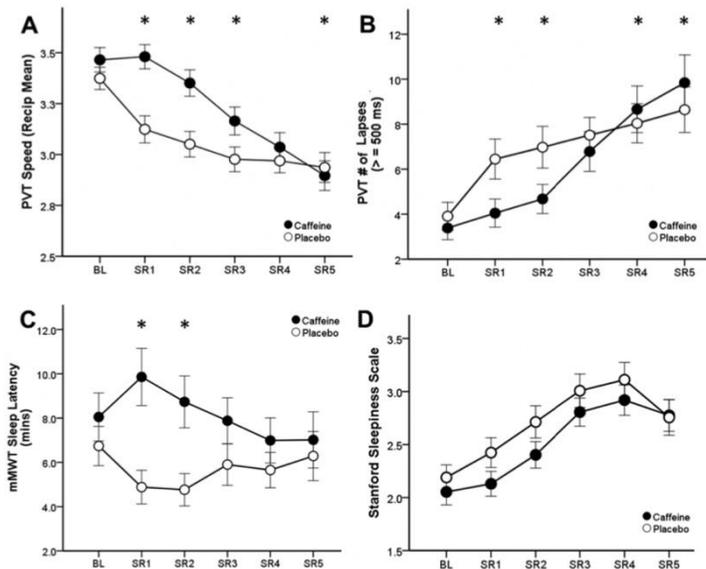 A
* * * *
PVT Speed (Recip Mean)
3.5
3.3
3.0
2.8
2.5
Caffeine
Placebo
BL SR1 SR2 SR3 SR4 SR5
B
* * * *
PVT # of Lapses
(> = 500 ms)
12
10
8
6
4
2
Caffeine
Placebo
BL SR1 SR2 SR3 SR4 SR5
C
* *
mMWT Sleep Latency
(mins)
12.0
10.0
8.0
6.0
4.0
2.0
Caffeine
Placebo
BL SR1 SR2 SR3 SR4 SR5
D
Stanford Sleepiness Scale
3.5
3.0
2.5
2.0
1.5
Caffeine
Placebo
BL SR1 SR2 SR3 SR4 SR5